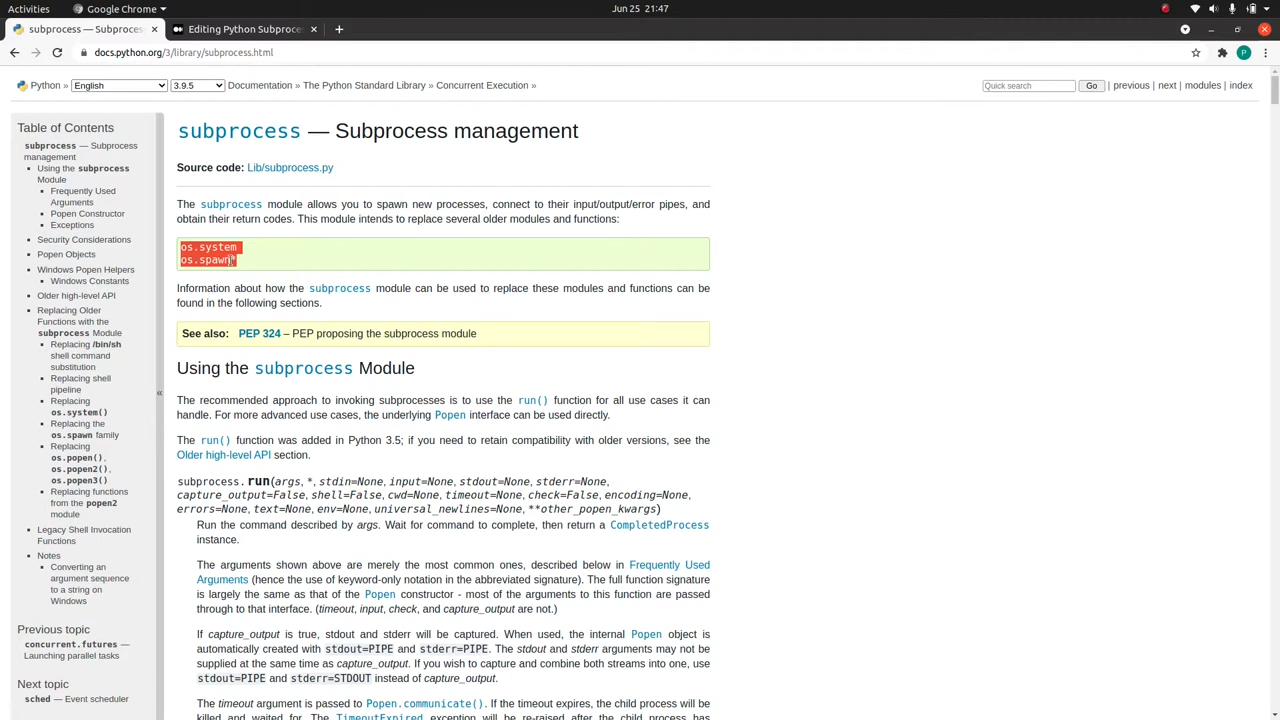 Activities
Google Chrome
Jun 25 21:47
subprocess — Subproces
Editing Python Subproce
docs.python.org/3/library/subprocess.html
P
Python » English 3.9.5 Documentation » The Python Standard Library » Concurrent Execution »
Quick search Go | previous | next | modules | index
Table of Contents
subprocess — Subprocess
management
Using the subprocess
Module
Frequently Used
Arguments
Popen Constructor
Exceptions
Security Considerations
Popen Objects
Windows Popen Helpers
Windows Constants
Older high-level API
Replacing Older
Functions with the
subprocess Module
Replacing /bin/sh
shell command
substitution
Replacing shell
pipeline
Replacing
os.system()
Replacing the
os.spawn family
Replacing
os.popen(),
os.popen2(),
os.popen3()
Replacing functions
from the popen2
module
Legacy Shell Invocation
Functions
Notes
Converting an
argument sequence
to a string on
Windows
Previous topic
concurrent.futures —
Launching parallel tasks
Next topic
sched — Event scheduler
«
subprocess — Subprocess management
Source code: Lib/subprocess.py
The subprocess module allows you to spawn new processes, connect to their input/output/error pipes, and
obtain their return codes. This module intends to replace several older modules and functions:
os.system
os.spawn*
Information about how the subprocess module can be used to replace these modules and functions can be
found in the following sections.
See also: PEP 324 – PEP proposing the subprocess module
Using the subprocess Module
The recommended approach to invoking subprocesses is to use the run() function for all use cases it can
handle. For more advanced use cases, the underlying Popen interface can be used directly.
The run() function was added in Python 3.5; if you need to retain compatibility with older versions, see the
Older high-level API section.
subprocess.run(args, *, stdin=None, input=None, stdout=None, stderr=None,
capture_output=False, shell=False, cwd=None, timeout=None, check=False, encoding=None,
errors=None, text=None, env=None, universal_newlines=None, **other_popen_kwargs)
Run the command described by args. Wait for command to complete, then return a CompletedProcess
instance.
The arguments shown above are merely the most common ones, described below in Frequently Used
Arguments (hence the use of keyword-only notation in the abbreviated signature). The full function signature
is largely the same as that of the Popen constructor - most of the arguments to this function are passed
through to that interface. (timeout, input, check, and capture_output are not.)
If capture_output is true, stdout and stderr will be captured. When used, the internal Popen object is
automatically created with stdout=PIPE and stderr=PIPE. The stdout and stderr arguments may not be
supplied at the same time as capture_output. If you wish to capture and combine both streams into one, use
stdout=PIPE and stderr=STDOUT instead of capture_output.
The timeout argument is passed to Popen.communicate(). If the timeout expires, the child process will be
killed and waited for. The TimeoutExpired exception will be re-raised after the child process has